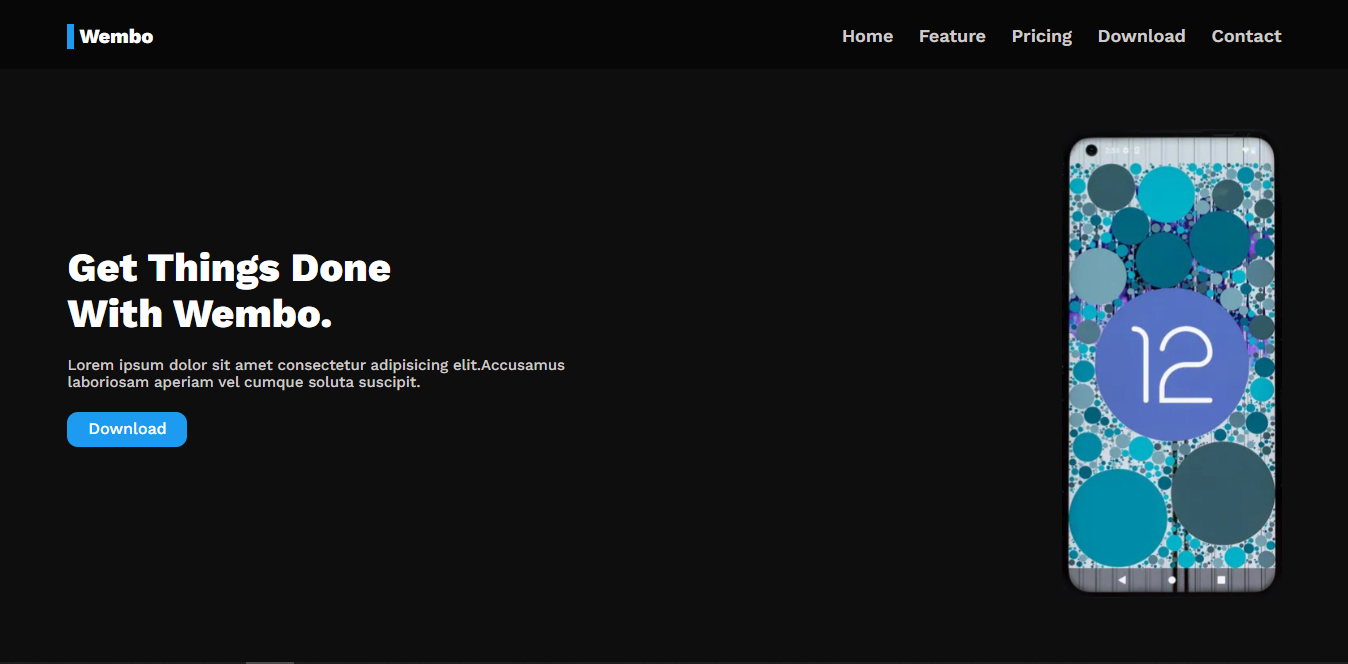 Wembo
Home Feature Pricing Download Contact
Get Things Done
With Wembo.
Lorem ipsum dolor sit amet consectetur adipisicing elit.Accusamus
laboriosam aperiam vel cumque soluta suscipit.
Download
12